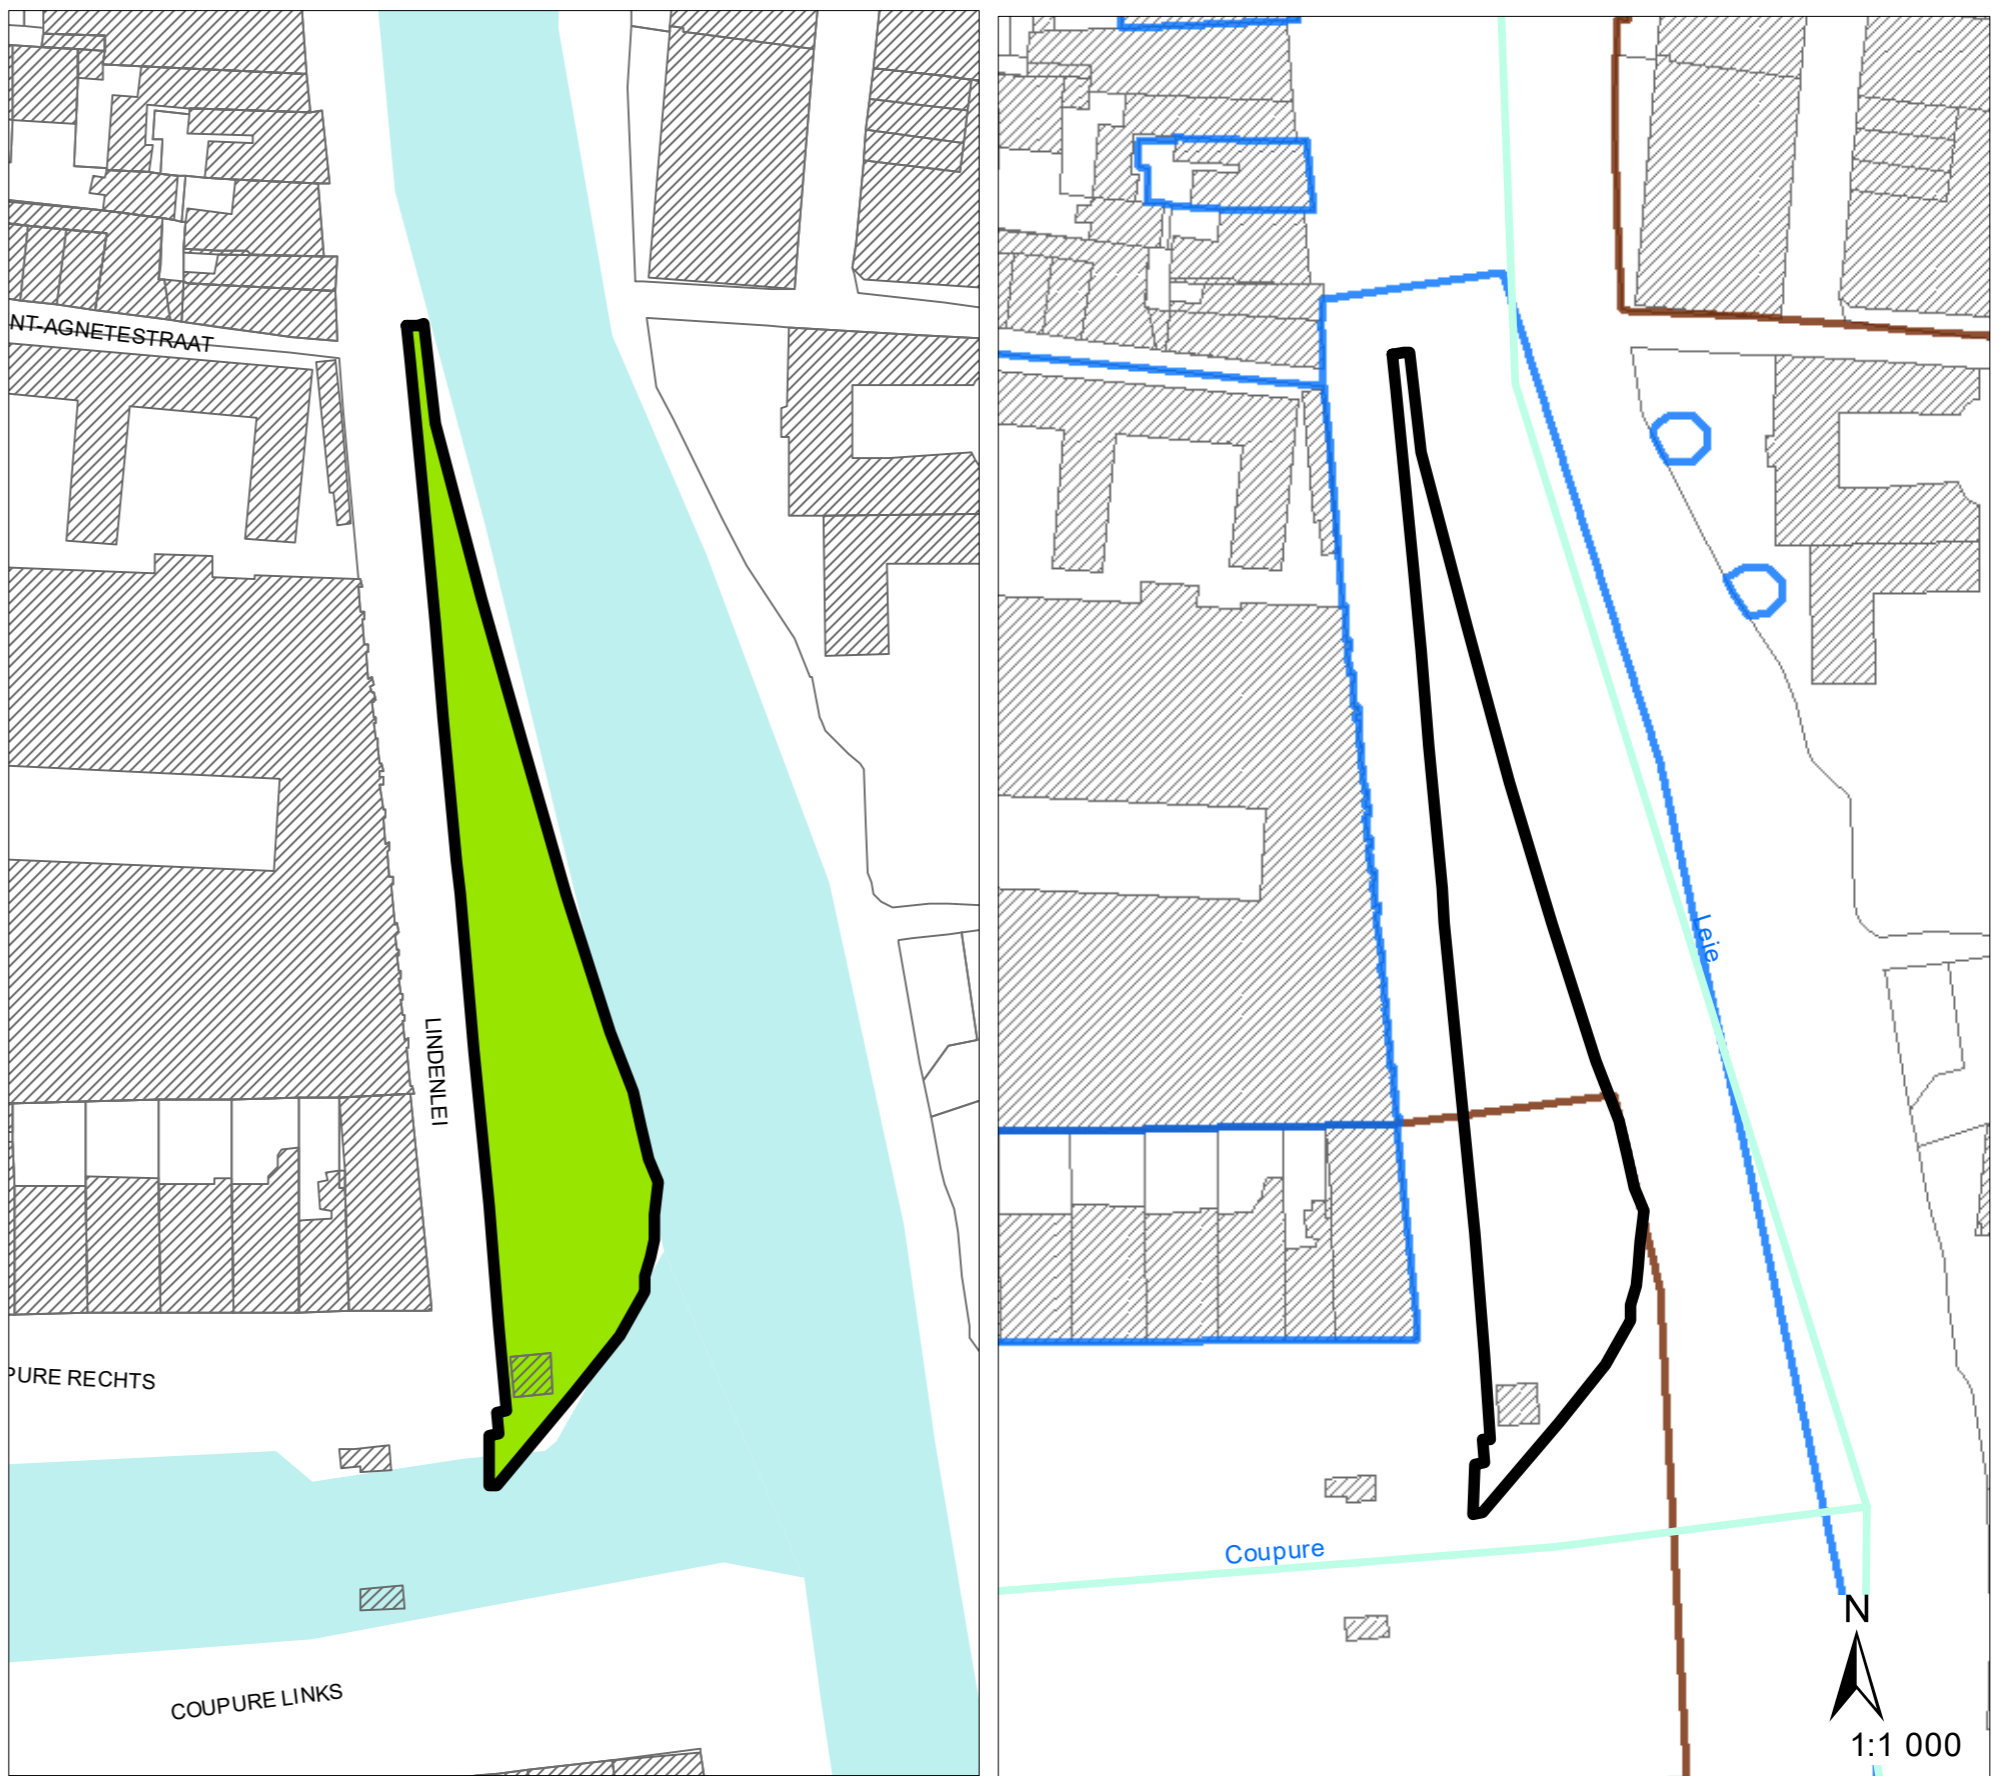 NT-AGNETESTRAAT
LINDENLEI
PURE RECHTS
COUPURE LINKS
Leie
Coupure
N
1:1 000